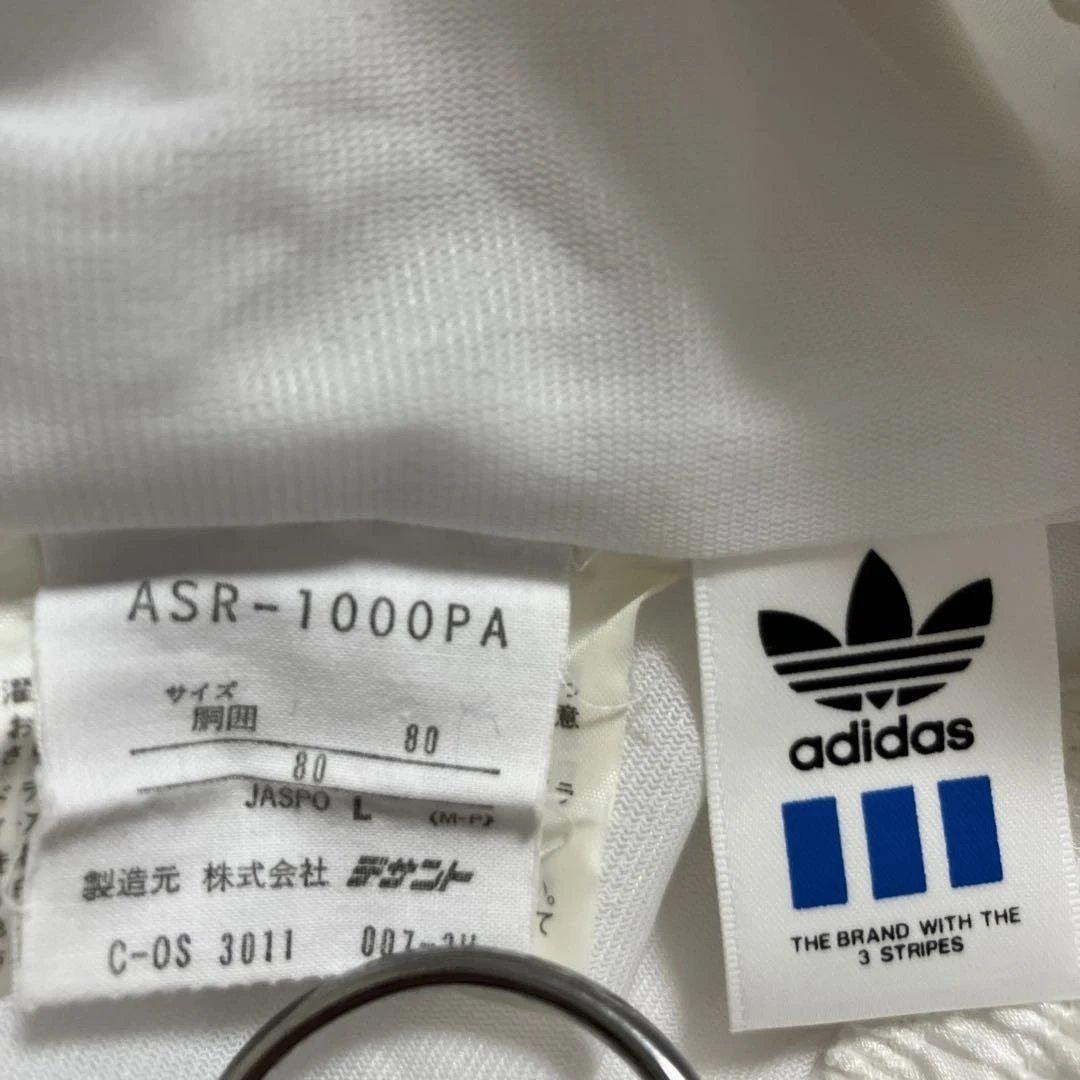 ASR-1000PA
サイズ
胴囲 80
80
JASPO L (M-P)
製造元 株式会社 デサント
C-OS 3011
adidas
THE BRAND WITH THE
3 STRIPES
意